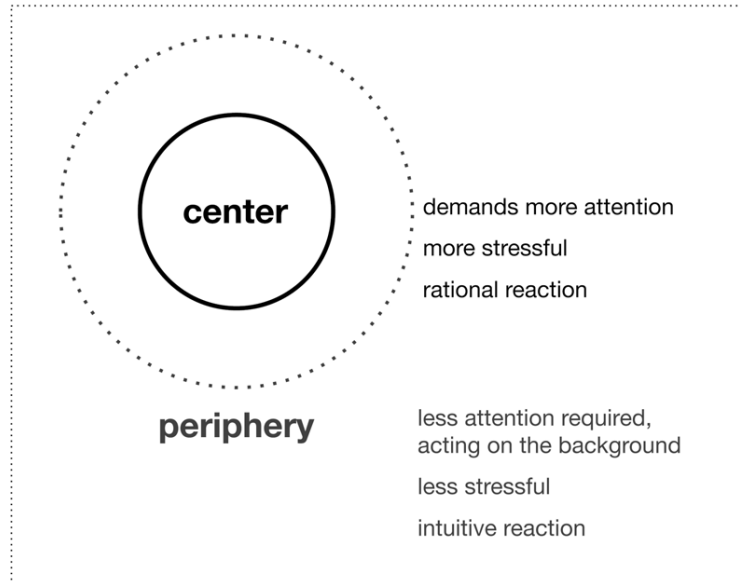 center
demands more attention
more stressful
rational reaction
periphery
less attention required,
acting on the background
less stressful
intuitive reaction